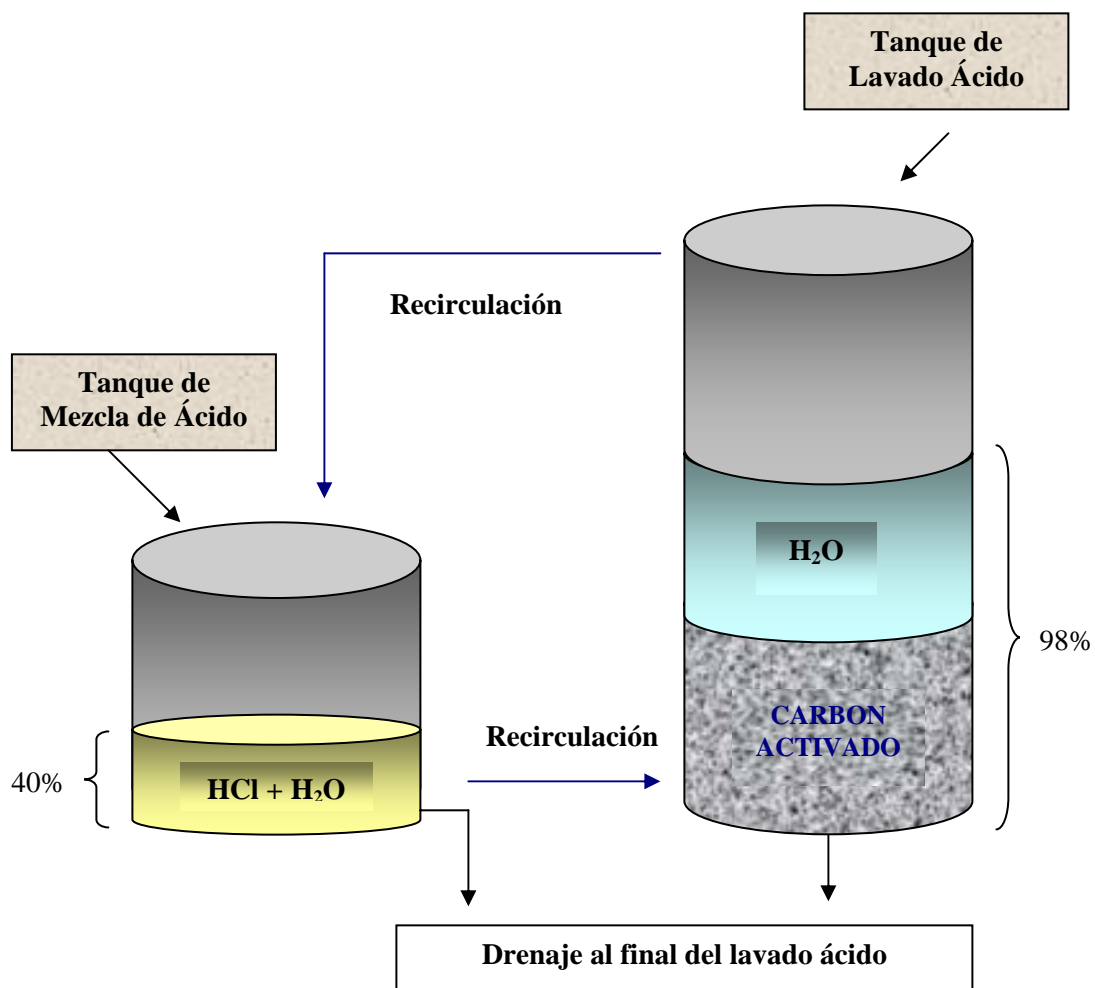 Tanque de
Lavado Ácido
Recirculación
Tanque de
Mezcla de Ácido
H₂O
98%
CARBON
ACTIVADO
Recirculación
40%
HCl + H₂O
Drenaje al final del lavado ácido